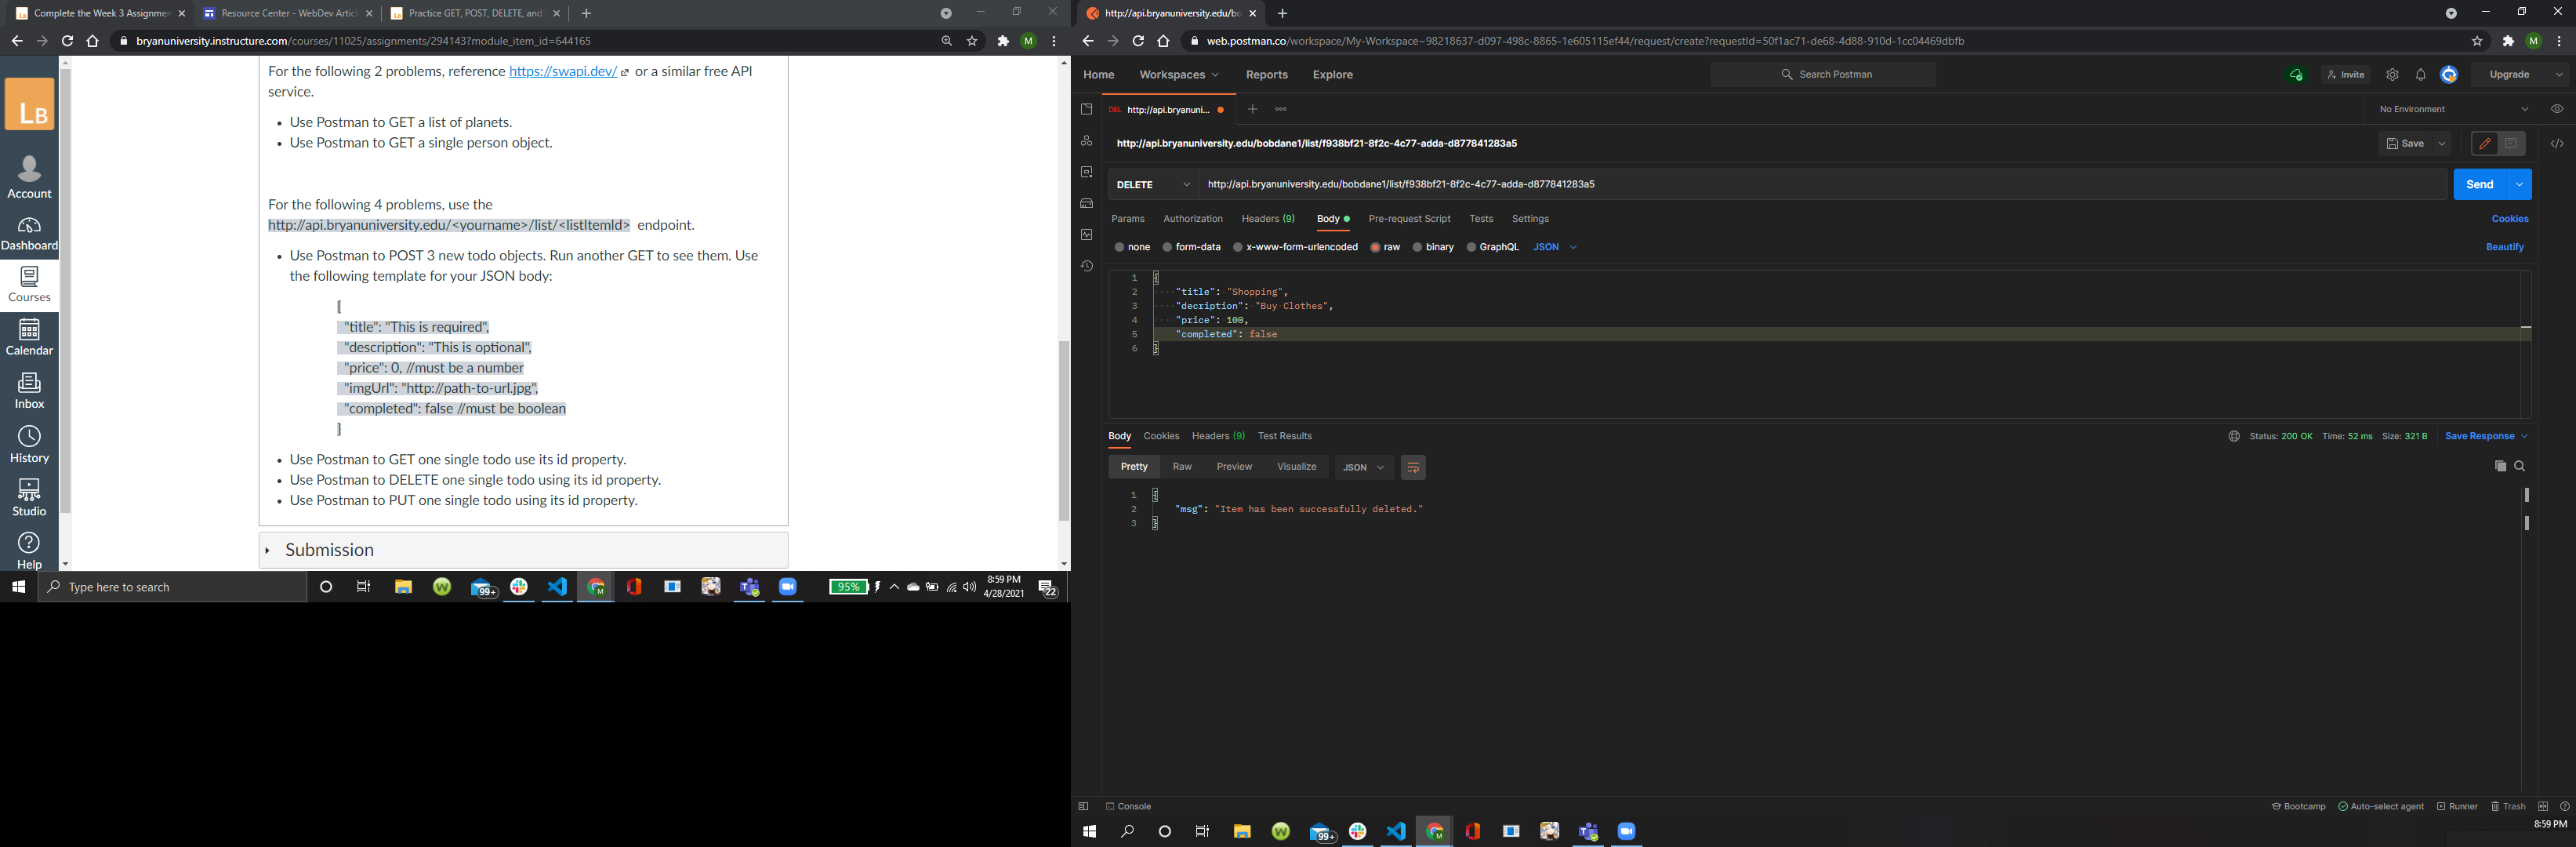 Complete the Week 3 Assignmen
Resource Center - WebDev Articl
Practice GET, POST, DELETE, and
bryanuniversity.instructure.com/courses/11025/assignments/294143?module_item_id=644165
M
LB
Account
Dashboard
Courses
Calendar
Inbox
History
Studio
Help
For the following 2 problems, reference https://swapi.dev/ or a similar free API
service.
• Use Postman to GET a list of planets.
• Use Postman to GET a single person object.
For the following 4 problems, use the
http://api.bryanuniversity.edu/<yourname>/list/<listItemId> endpoint.
• Use Postman to POST 3 new todo objects. Run another GET to see them. Use
the following template for your JSON body:
{
"title": "This is required",
"description": "This is optional",
"price": 0, //must be a number
"imgUrl": "http://path-to-url.jpg",
"completed": false //must be boolean
}
• Use Postman to GET one single todo use its id property.
• Use Postman to DELETE one single todo using its id property.
• Use Postman to PUT one single todo using its id property.
Submission
Type here to search
99+
95%
8:59 PM
4/28/2021
22
http://api.bryanuniversity.edu/bo
web.postman.co/workspace/My-Workspace~98218637-d097-498c-8865-1e605115ef44/request/create?requestId=50f1ac71-de68-4d88-910d-1cc04469dbfb
M
Home Workspaces Reports Explore
Search Postman
Invite
Upgrade
DEL http://api.bryanuni...
No Environment
http://api.bryanuniversity.edu/bobdane1/list/f938bf21-8f2c-4c77-adda-d877841283a5
Save
DELETE http://api.bryanuniversity.edu/bobdane1/list/f938bf21-8f2c-4c77-adda-d877841283a5
Send
Params Authorization Headers (9) Body Pre-request Script Tests Settings
Cookies
none form-data x-www-form-urlencoded raw binary GraphQL JSON
Beautify
1 {
2 "title": "Shopping",
3 "decription": "Buy Clothes",
4 "price": 100,
5 "completed": false
6 }
Body Cookies Headers (9) Test Results
Status: 200 OK Time: 52 ms Size: 321 B Save Response
Pretty Raw Preview Visualize JSON
1 {
2 "msg": "Item has been successfully deleted."
3 }
Console
Bootcamp Auto-select agent Runner Trash
99+
8:59 PM